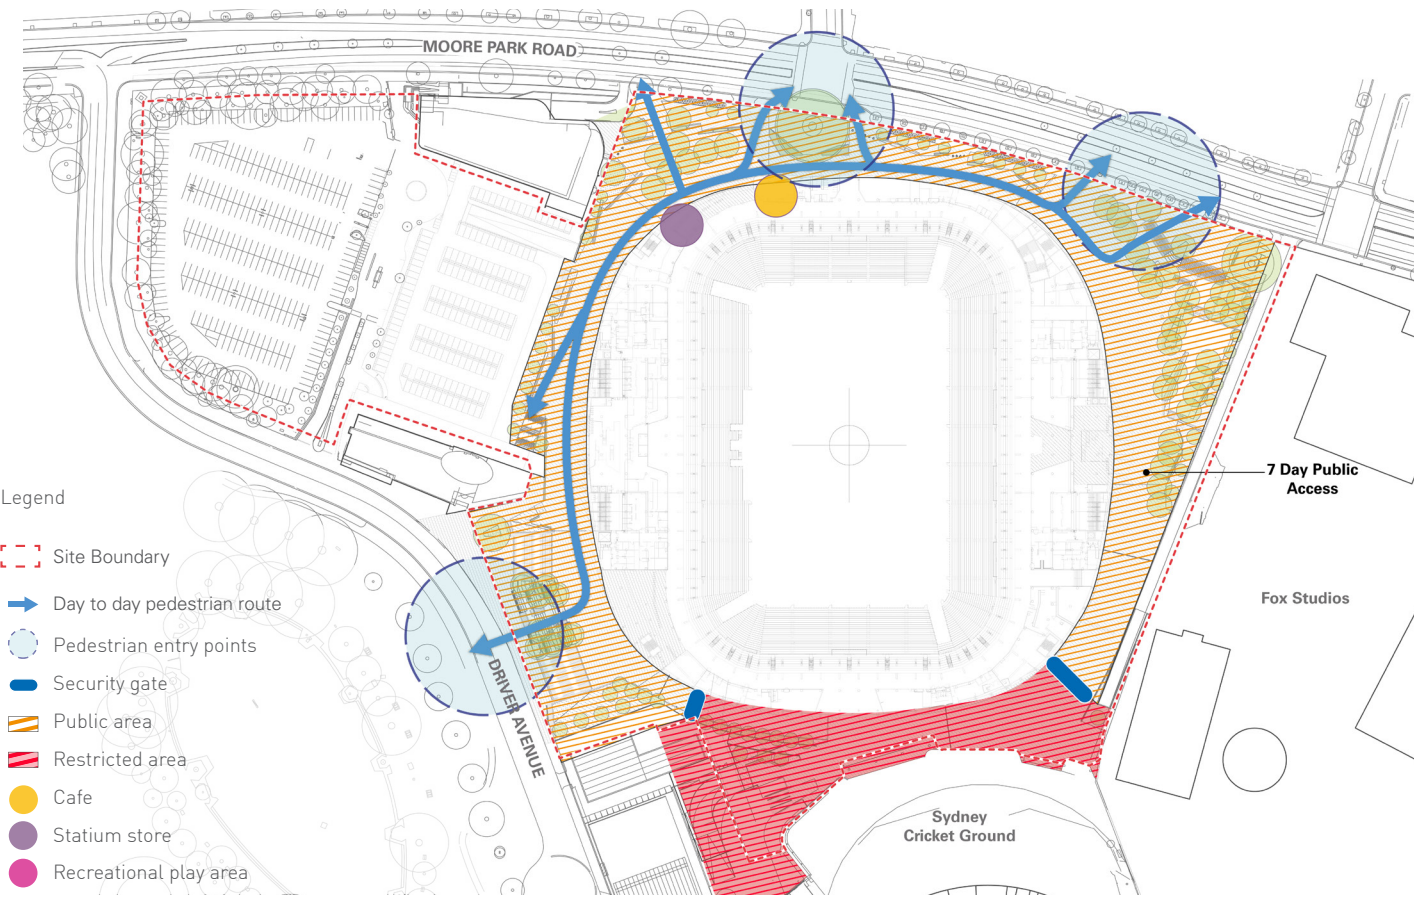 MOORE PARK ROAD
7 Day Public
Access
Fox Studios
DRIVER AVENUE
Sydney
Cricket Ground
Legend
Site Boundary
Day to day pedestrian route
Pedestrian entry points
Security gate
Public area
Restricted area
Cafe
Statium store
Recreational play area